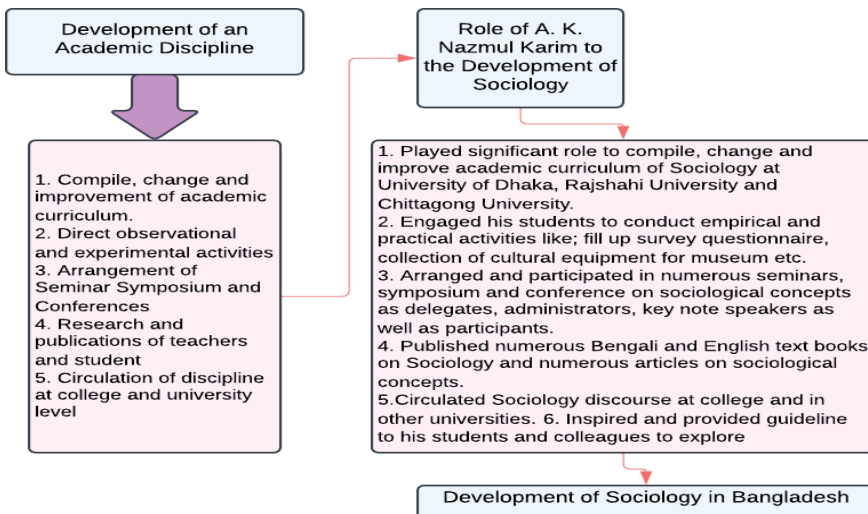 Development of an
Academic Discipline
1. Compile, change and
improvement of academic
curriculum.
2. Direct observational
and experimental activities
3. Arrangement of
Seminar Symposium and
Conferences
4. Research and
publications of teachers
and student
5. Circulation of discipline
at college and university
level
Role of A. K.
Nazmul Karim to
the Development of
Sociology
1. Played significant role to compile, change and
improve academic curriculum of Sociology at
University of Dhaka, Rajshahi University and
Chittagong University.
2. Engaged his students to conduct empirical and
practical activities like; fill up survey questionnaire,
collection of cultural equipment for museum etc.
3. Arranged and participated in numerous seminars,
symposium and conference on sociological concepts
as delegates, administrators, key note speakers as
well as participants.
4. Published numerous Bengali and English text books
on Sociology and numerous articles on sociological
concepts.
5.Circulated Sociology discourse at college and in
other universities. 6. Inspired and provided guideline
to his students and colleagues to explore
Development of Sociology in Bangladesh